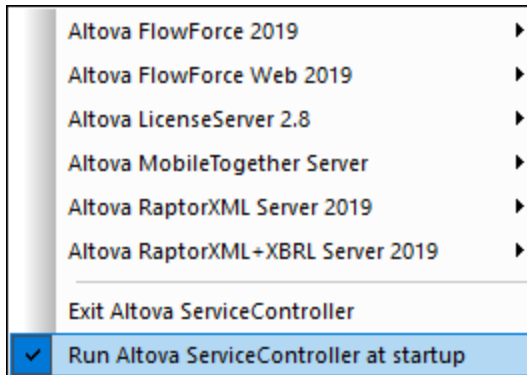 Altova FlowForce 2019
Altova FlowForce Web 2019
Altova LicenseServer 2.8
Altova MobileTogether Server
Altova RaptorXML Server 2019
Altova RaptorXML+XBRL Server 2019
Exit Altova ServiceController
Run Altova ServiceController at startup